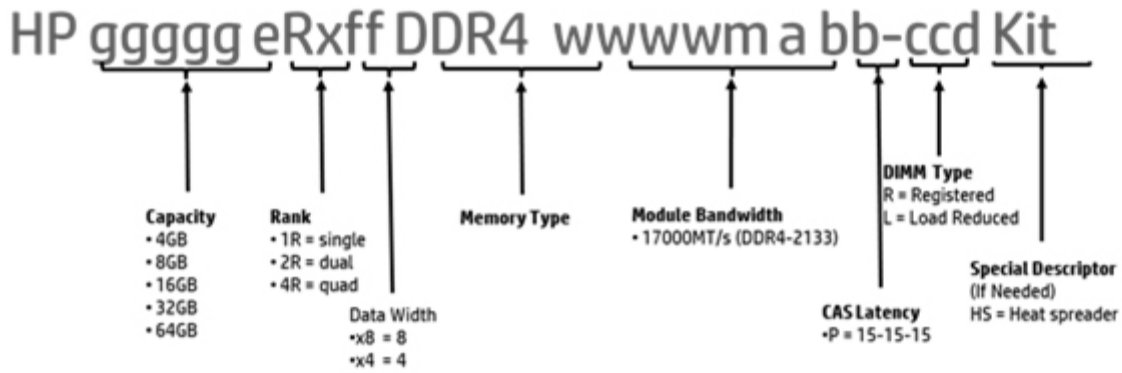 HP ggggg eRxff DDR4 wwwwm a bb-ccd Kit
Capacity
• 4GB
• 8GB
• 16GB
• 32GB
• 64GB
Rank
• 1R = single
• 2R = dual
• 4R = quad
Data Width
•x8 = 8
•x4 = 4
Memory Type
Module Bandwidth
• 17000MT/s (DDR4-2133)
CAS Latency
•P = 15-15-15
DIMM Type
R = Registered
L = Load Reduced
Special Descriptor
(If Needed)
HS = Heat spreader